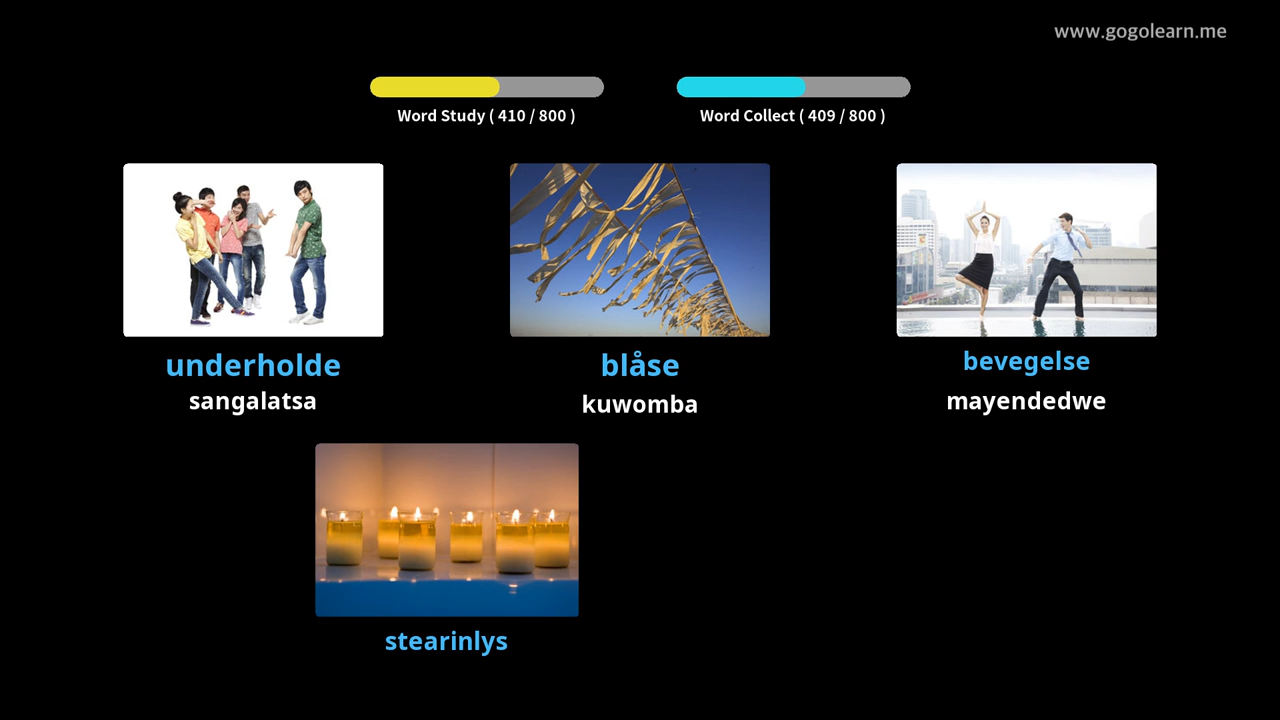 www.gogolearn.me
Word Study ( 410 / 800 )
Word Collect ( 409 / 800 )
underholde
sangalatsa
blåse
kuwomba
bevegelse
mayendedwe
stearinlys